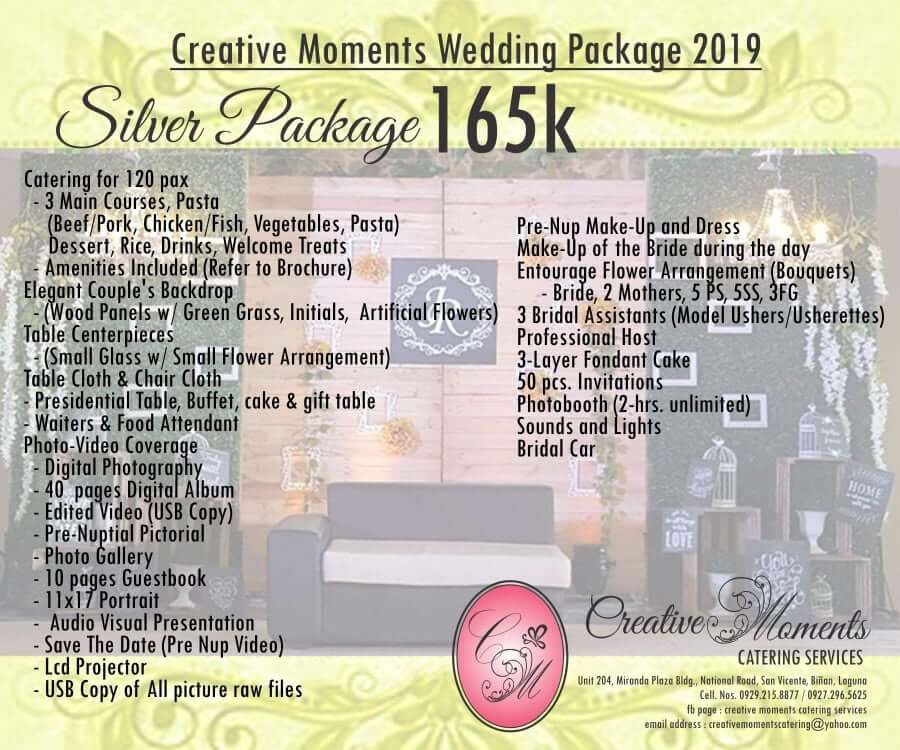 Creative Moments Wedding Package 2019
Silver Package 165k
Catering for 120 pax
- 3 Main Courses, Pasta
(Beef/Pork, Chicken/Fish, Vegetables, Pasta)
Dessert, Rice, Drinks, Welcome Treats
- Amenities Included (Refer to Brochure)
Elegant Couple's Backdrop
- (Wood Panels w/ Green Grass, Initials, Artificial Flowers)
Table Centerpieces
- (Small Glass w/ Small Flower Arrangement)
Table Cloth & Chair Cloth
- Presidential Table, Buffet, cake & gift table
- Waiters & Food Attendant
Photo-Video Coverage
- Digital Photography
- 40 pages Digital Album
- Edited Video (USB Copy)
- Pre-Nuptial Pictorial
- Photo Gallery
- 10 pages Guestbook
- 11x17 Portrait
- Audio Visual Presentation
- Save The Date (Pre Nup Video)
- Lcd Projector
- USB Copy of All picture raw files
Pre-Nup Make-Up and Dress
Make-Up of the Bride during the day
Entourage Flower Arrangement (Bouquets)
- Bride, 2 Mothers, 5 PS, 5SS, 3FG
3 Bridal Assistants (Model Ushers/Usherettes)
Professional Host
3-Layer Fondant Cake
50 pcs. Invitations
Photobooth (2-hrs. unlimited)
Sounds and Lights
Bridal Car
JR
HOME
LOVE
CM
Creative Moments
CATERING SERVICES
Unit 204, Miranda Plaza Bldg., National Road, San Vicente, Biñan, Laguna
Cell. Nos. 0929.215.8877 / 0927.296.5625
fb page : creative moments catering services
email address : creativemomentscatering@yahoo.com